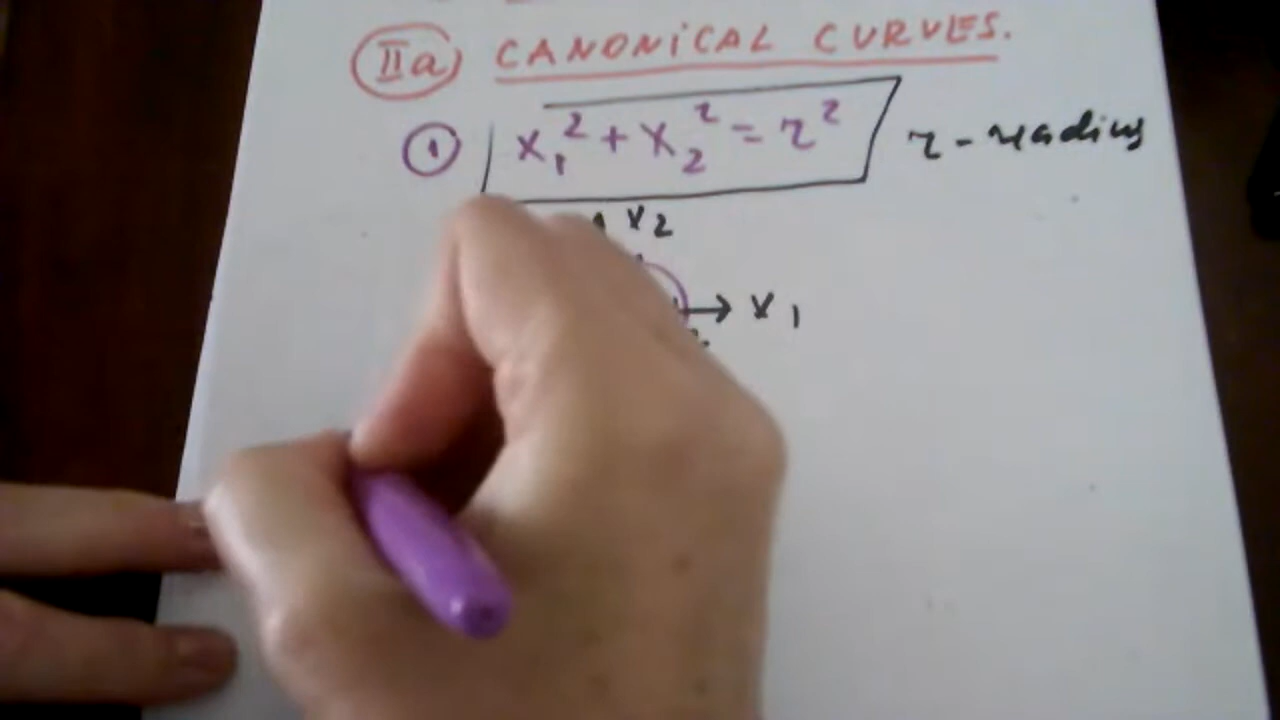 IIa CANONICAL CURVES.
1 x₁² + x₂² = r² r - radius
x₂
x₁